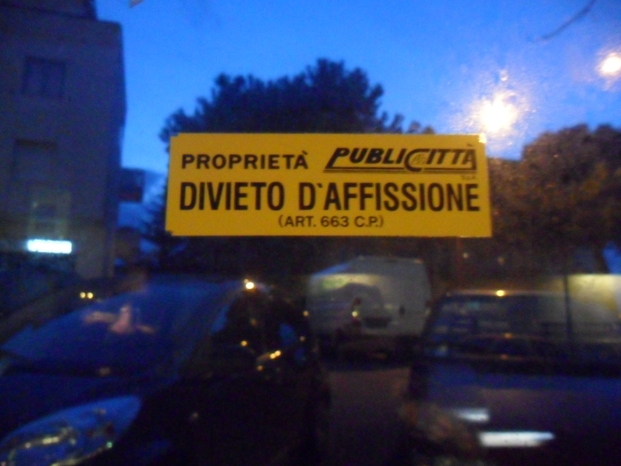 PROPRIETÀ PUBLICITTÀ
DIVIETO D'AFFISSIONE
(ART. 663 C.P.)